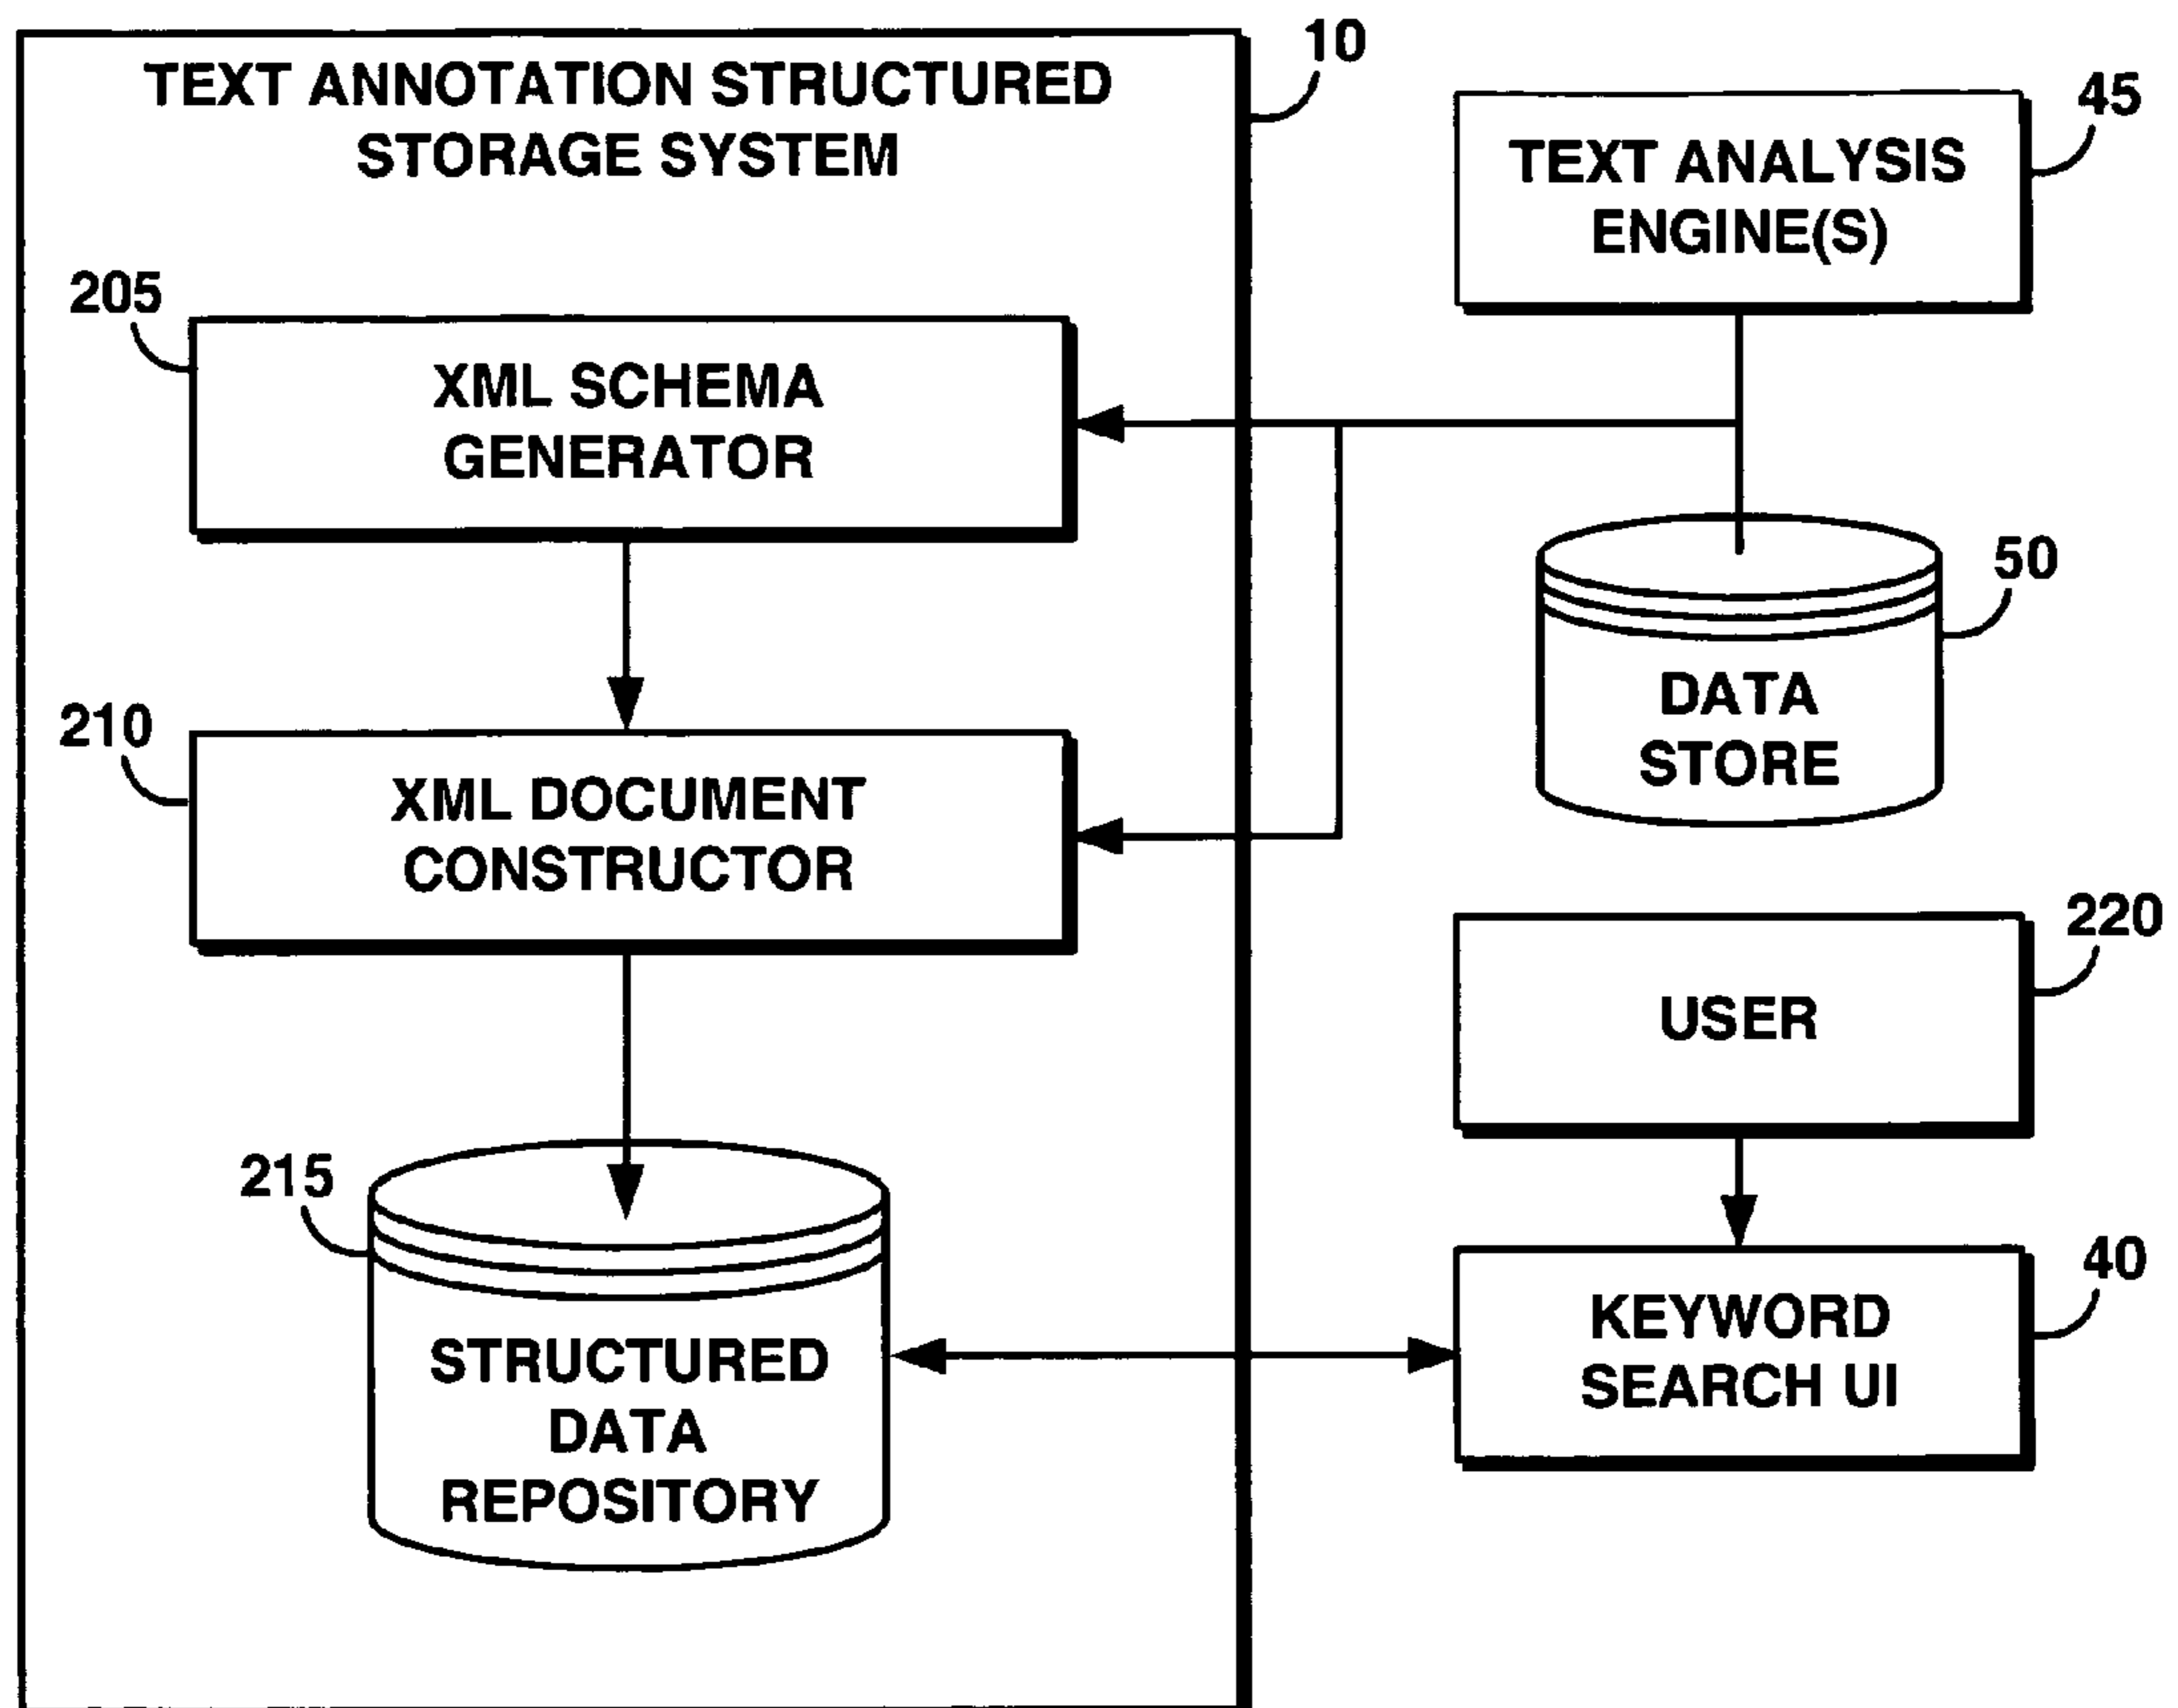 TEXT ANNOTATION STRUCTURED
STORAGE SYSTEM
10
205
XML SCHEMA
GENERATOR
210
XML DOCUMENT
CONSTRUCTOR
215
STRUCTURED
DATA
REPOSITORY
45
TEXT ANALYSIS
ENGINE(S)
50
DATA
STORE
220
USER
40
KEYWORD
SEARCH UI